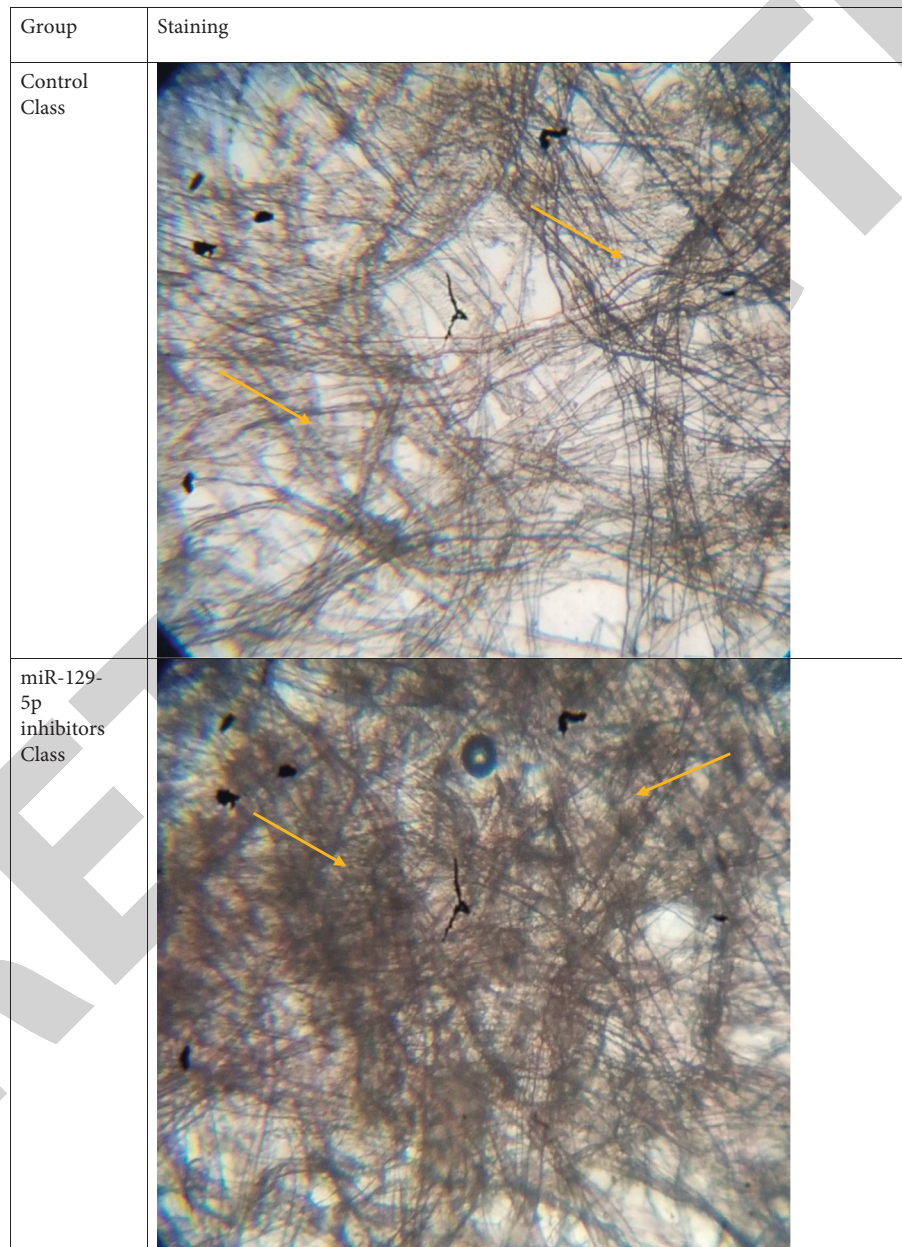 Group
Staining
Control
Class
miR-129-
5p
inhibitors
Class